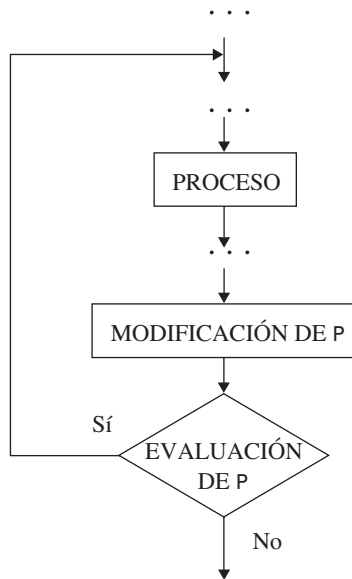 . . .
. . .
PROCESO
. . .
MODIFICACIÓN DE P
Sí
EVALUACIÓN
DE P
No